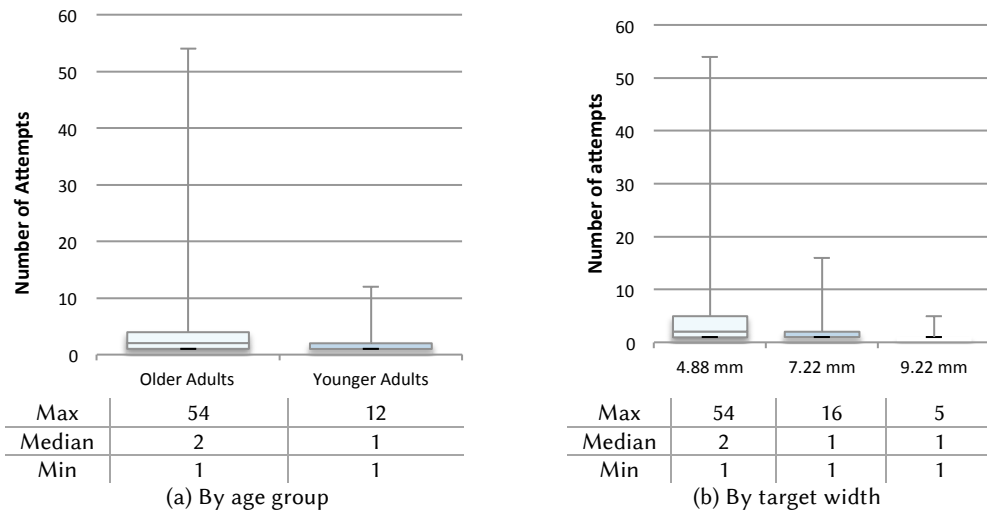 Number of Attempts
60
50
40
30
20
10
0
Older Adults Younger Adults
Max 54 12
Median 2 1
Min 1 1
(a) By age group
Number of attempts
60
50
40
30
20
10
0
4.88 mm 7.22 mm 9.22 mm
Max 54 16 5
Median 2 1 1
Min 1 1 1
(b) By target width